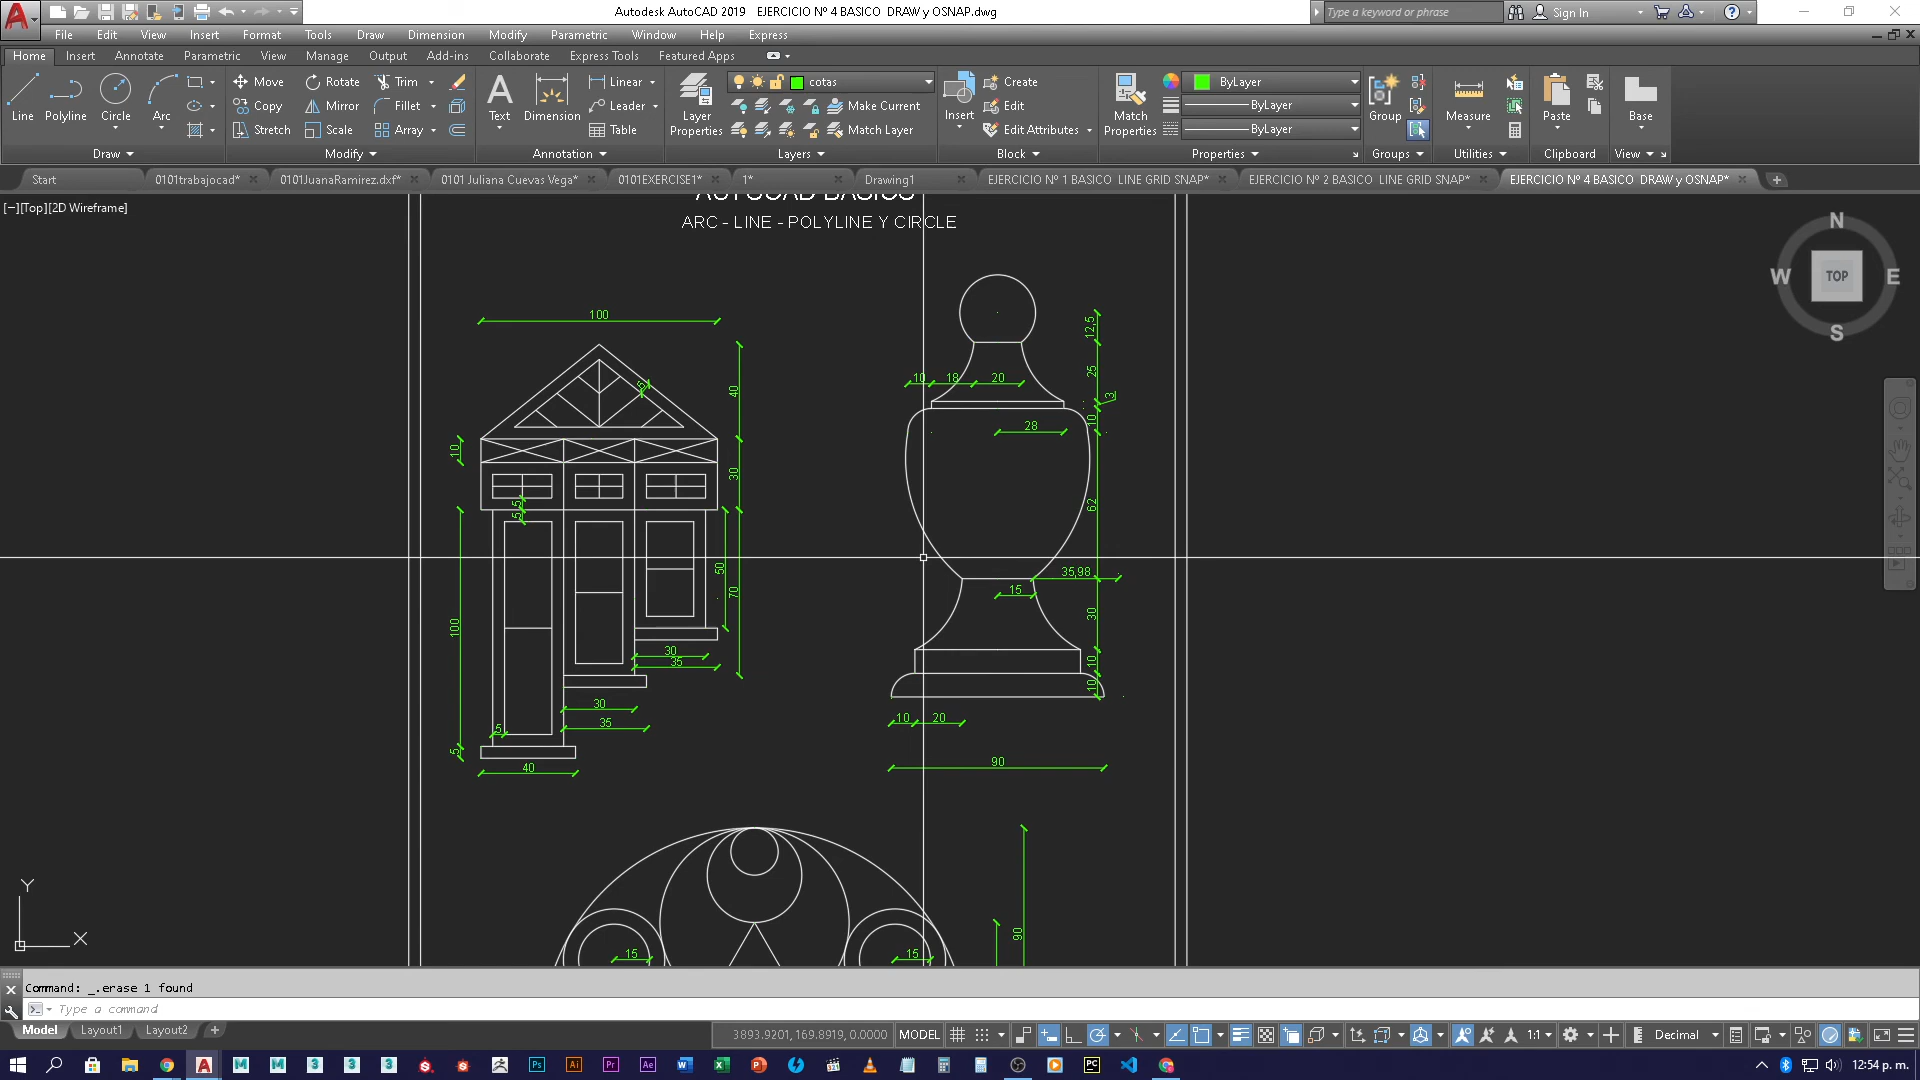 Autodesk AutoCAD 2019 EJERCICIO Nº 4 BASICO DRAW y OSNAP.dwg
Type a keyword or phrase
Sign In
File Edit View Insert Format Tools Draw Dimension Modify Parametric Window Help Express
Home Insert Annotate Parametric View Manage Output Add-ins Collaborate Express Tools Featured Apps
Line
Polyline
Circle
Arc
Move
Rotate
Trim
Copy
Mirror
Fillet
Stretch
Scale
Array
Text
Dimension
Linear
Leader
Table
Layer
Properties
cotas
Make Current
Match Layer
Insert
Create
Edit
Edit Attributes
Match
Properties
ByLayer
ByLayer
ByLayer
Group
Measure
Paste
Base
Draw Modify Annotation Layers Block Properties Groups Utilities Clipboard View
Start
0101trabajocad*
0101JuanaRamirez.dxf*
0101 Juliana Cuevas Vega*
0101EXERCISE1*
1*
Drawing1
EJERCICIO Nº 1 BASICO LINE GRID SNAP*
EJERCICIO Nº 2 BASICO LINE GRID SNAP*
EJERCICIO Nº 4 BASICO DRAW y OSNAP*
[−][Top][2D Wireframe]
AUTOCAD BASICS
ARC - LINE - POLYLINE Y CIRCLE
N
W
TOP
E
S
100
40
5
10
30
5
5
50
70
100
30
35
30
35
5
5
40
12,5
10
18
20
25
3
10
28
62
35,98
15
30
10
10
10
20
90
15
15
90
Y
X
Command: _.erase 1 found
Type a command
Model
Layout1
Layout2
3893.9201, 169.8919, 0.0000
MODEL
1:1
Decimal
12:54 p. m.